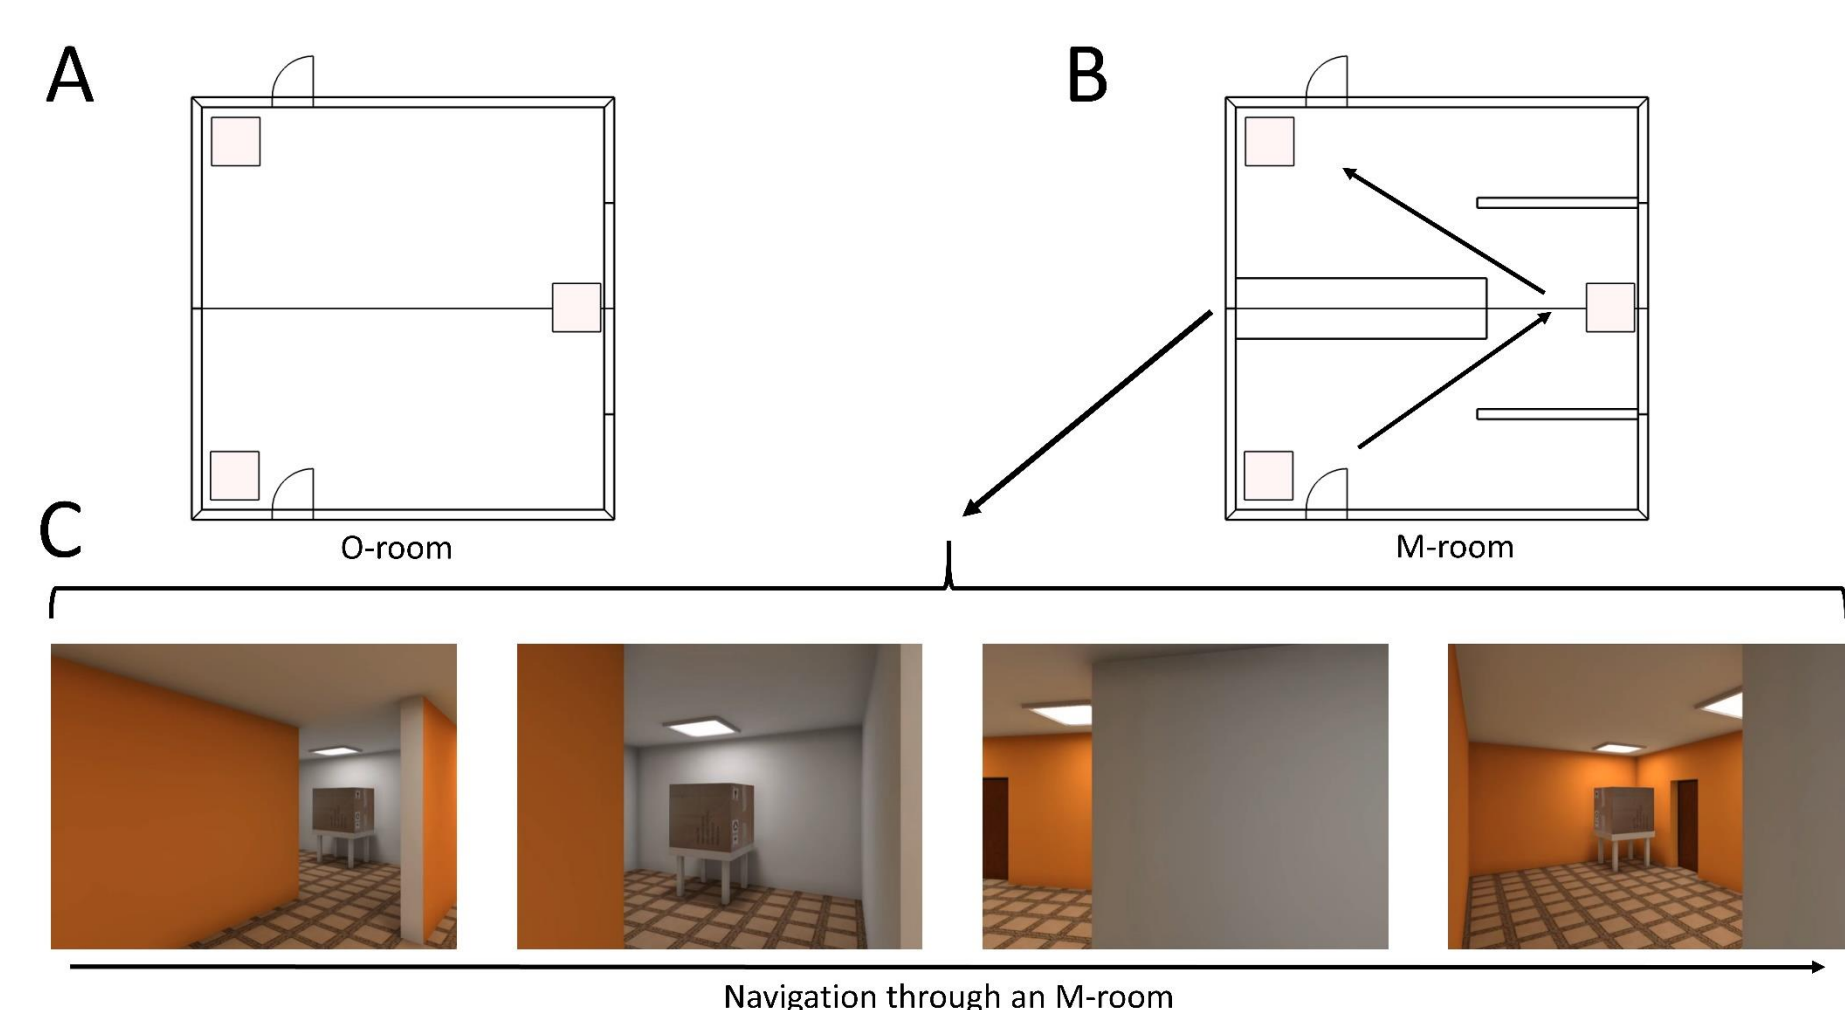 A
B
O-room
M-room
C
Navigation through an M-room